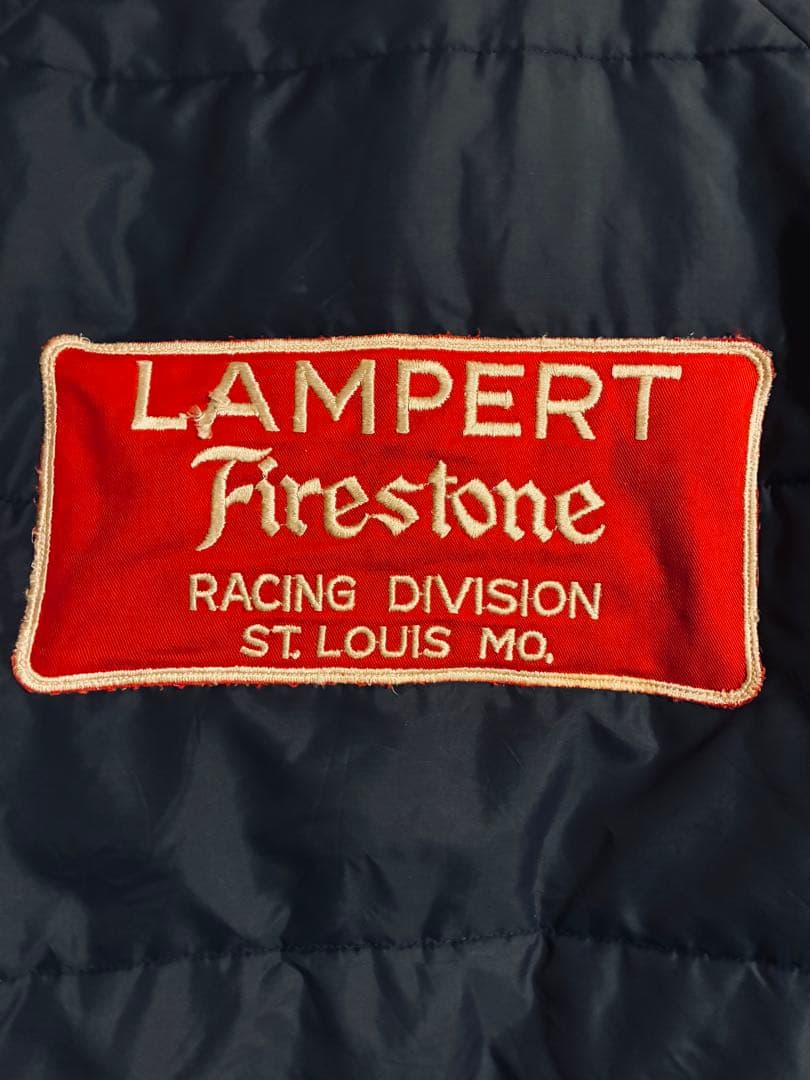 LAMPERT
Firestone
RACING DIVISION
ST. LOUIS MO.